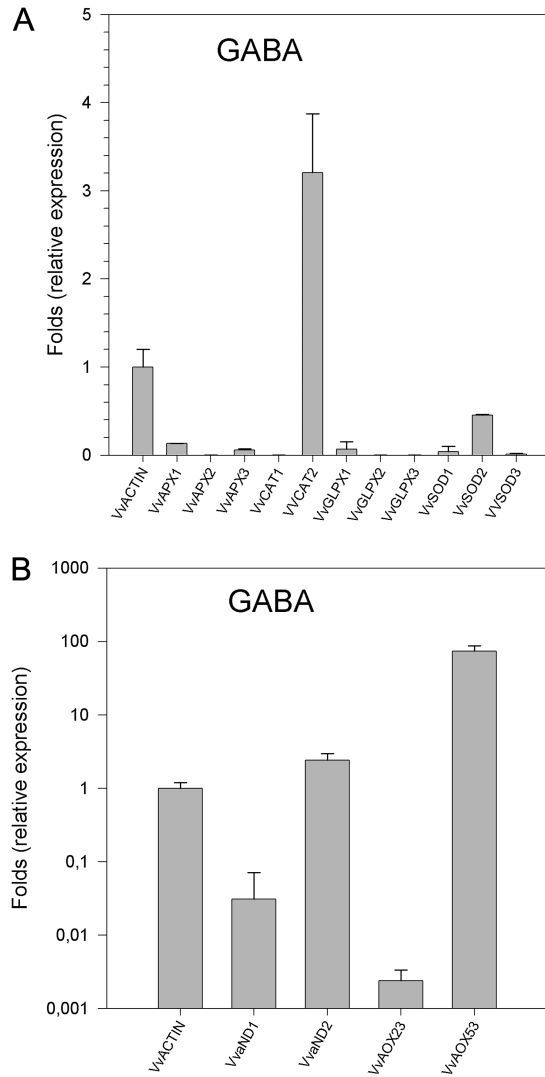 A
GABA
Folds (relative expression)
5
4
3
2
1
0
VvACTIN
VvAPX1
VvAPX2
VvAPX3
VvCAT1
VVCAT2
VvGLPX1
VvGLPX2
VvGLPX3
VvSOD1
VvSOD2
VVSOD3
B
GABA
Folds (relative expression)
1000
100
10
1
0,1
0,01
0,001
VvACTIN
VvaND1
VvaND2
VvAOX23
VvAOX53